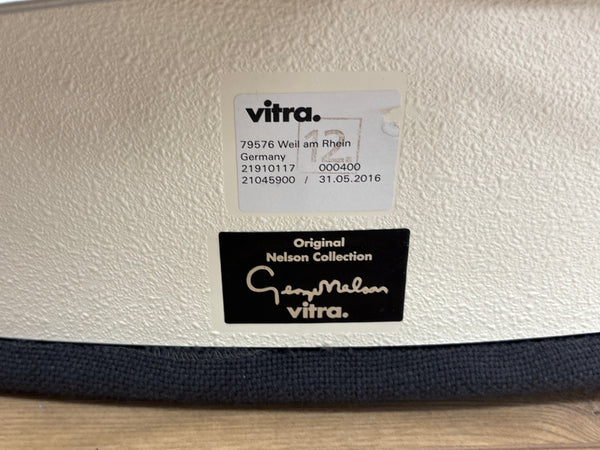 vitra.
12.
79576 Weil am Rhein
Germany
21910117 000400
21045900 / 31.05.2016
Original
Nelson Collection
George Nelson
vitra.